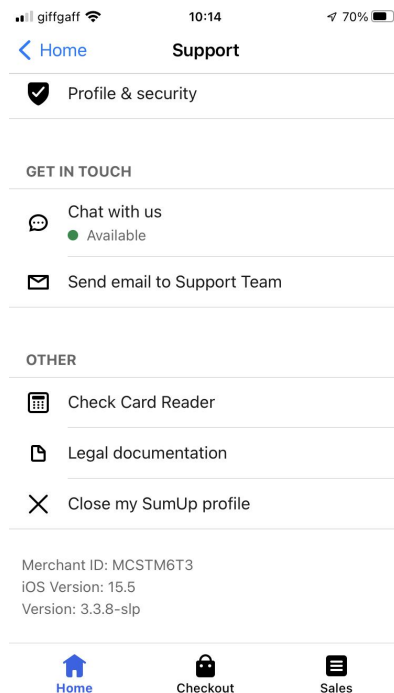 giffgaff 10:14 70%
Home Support
Profile & security
GET IN TOUCH
Chat with us
Available
Send email to Support Team
OTHER
Check Card Reader
Legal documentation
Close my SumUp profile
Merchant ID: MCSTM6T3
iOS Version: 15.5
Version: 3.3.8-slp
Home Checkout Sales